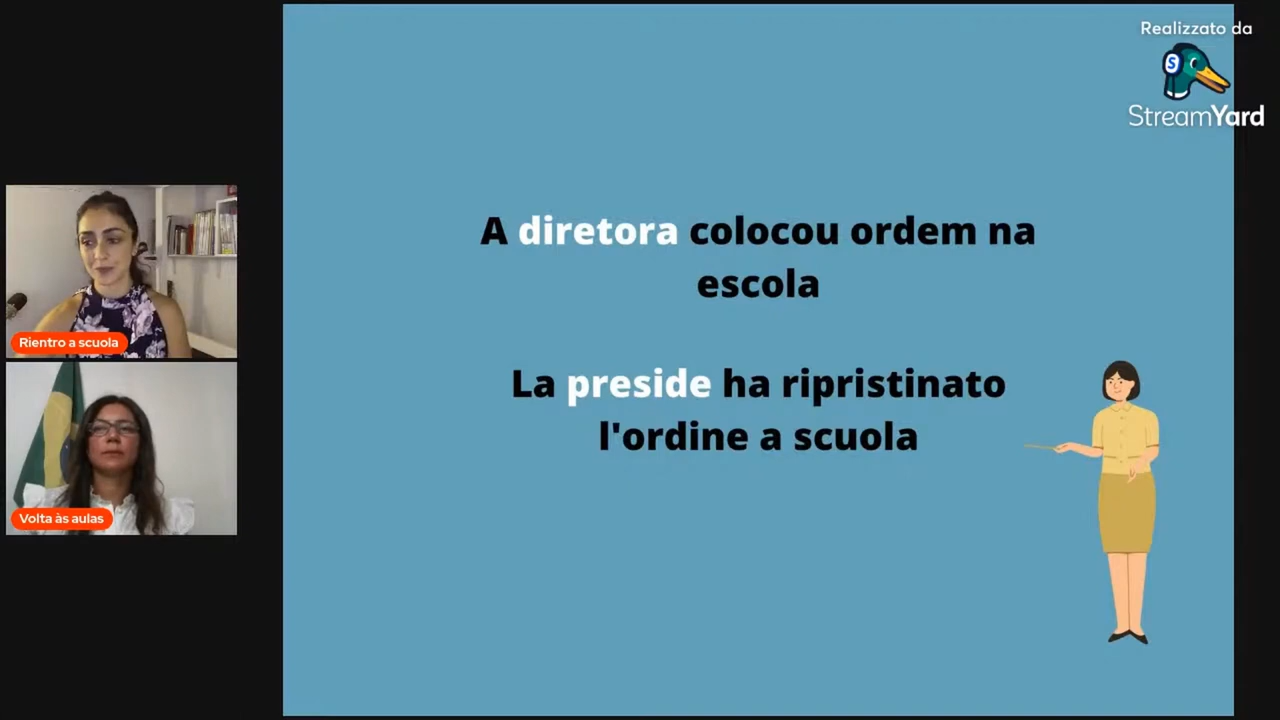 Realizzato da
S
StreamYard
A diretora colocou ordem na
escola
La preside ha ripristinato
l'ordine a scuola
Rientro a scuola
Volta às aulas